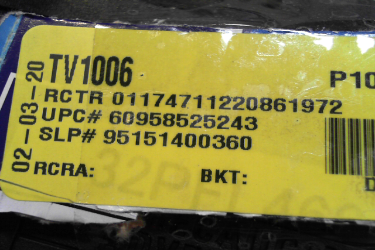 02-03-20
TV1006
P10
RCTR 01174711220861972
UPC# 60958525243
SLP# 95151400360
RCRA:
BKT: